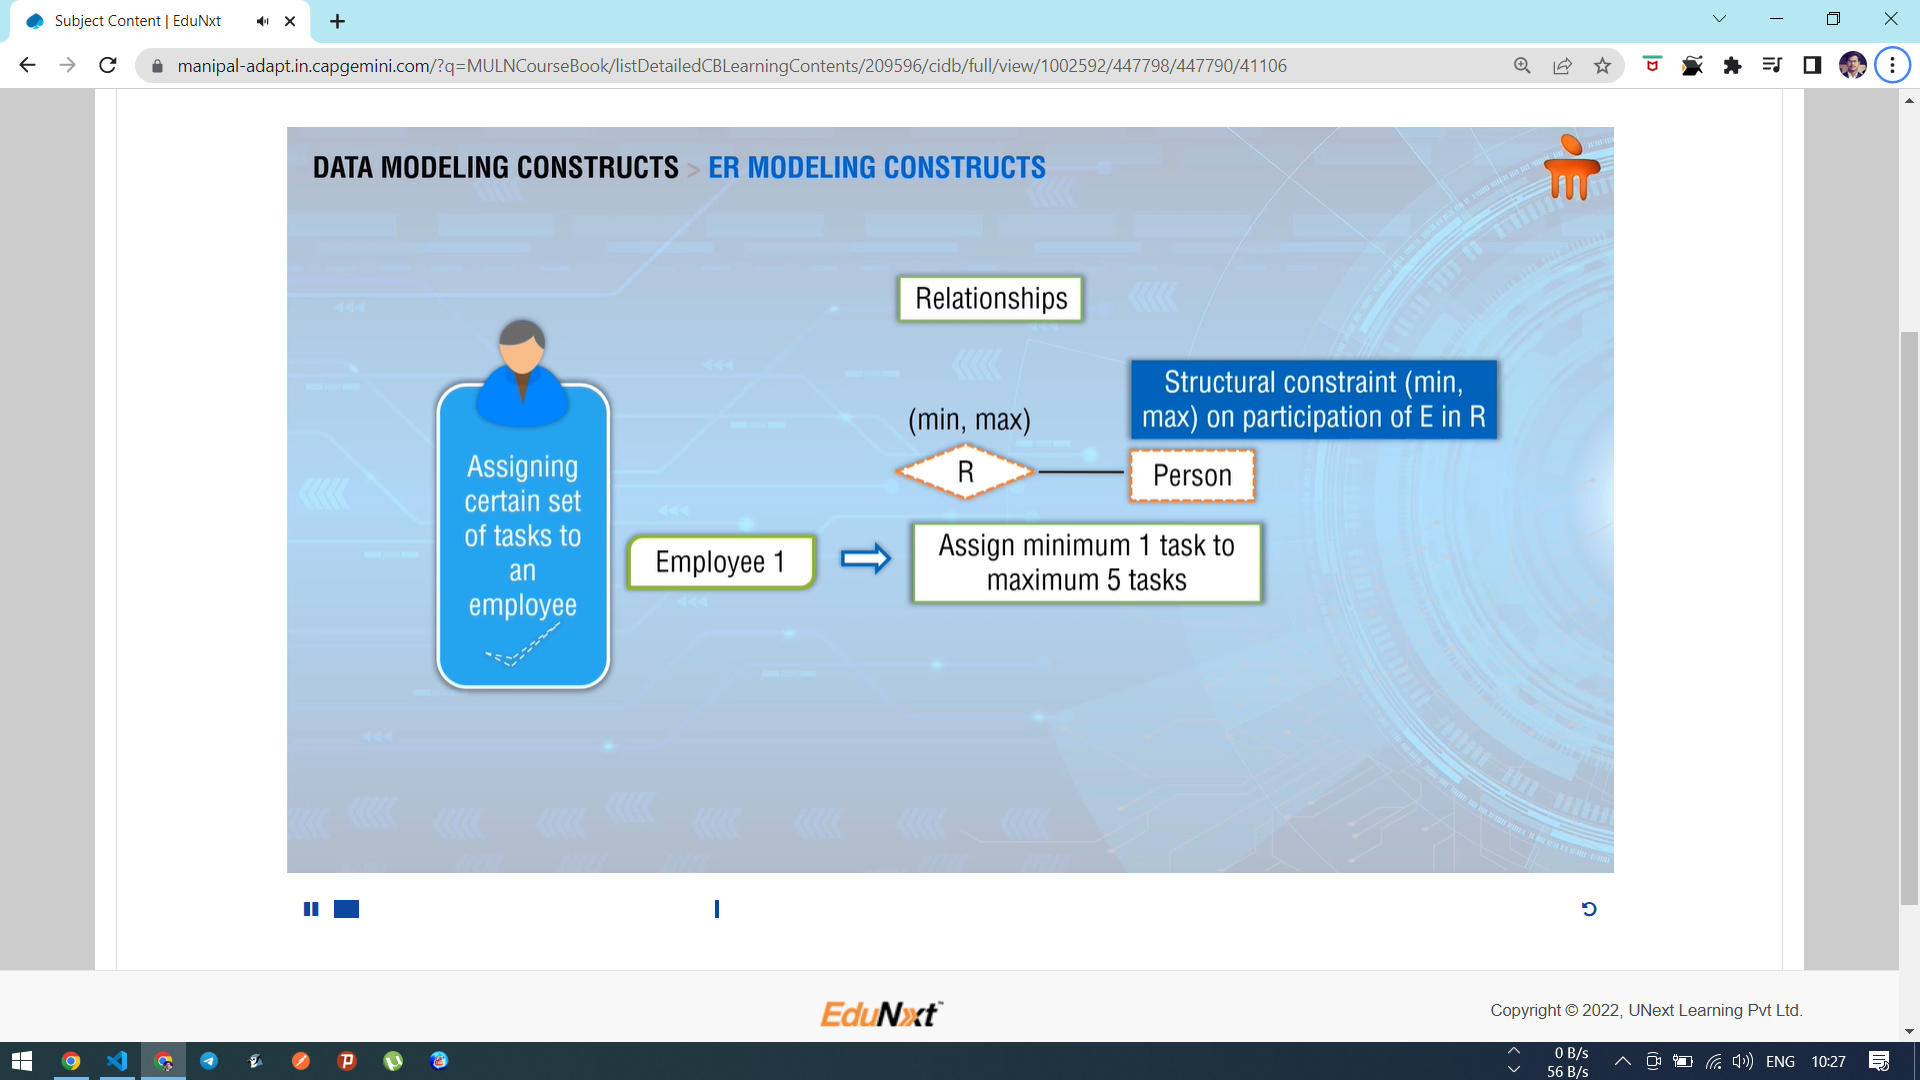 Subject Content | EduNxt
manipal-adapt.in.capgemini.com/?q=MULNCourseBook/listDetailedCBLearningContents/209596/cidb/full/view/1002592/447798/447790/41106
DATA MODELING CONSTRUCTS > ER MODELING CONSTRUCTS
Relationships
Structural constraint (min,
max) on participation of E in R
(min, max)
R
Person
Assigning
certain set
of tasks to
an
employee
Employee 1
Assign minimum 1 task to
maximum 5 tasks
EduNxt
Copyright © 2022, UNext Learning Pvt Ltd.
0 B/s
56 B/s
ENG
10:27